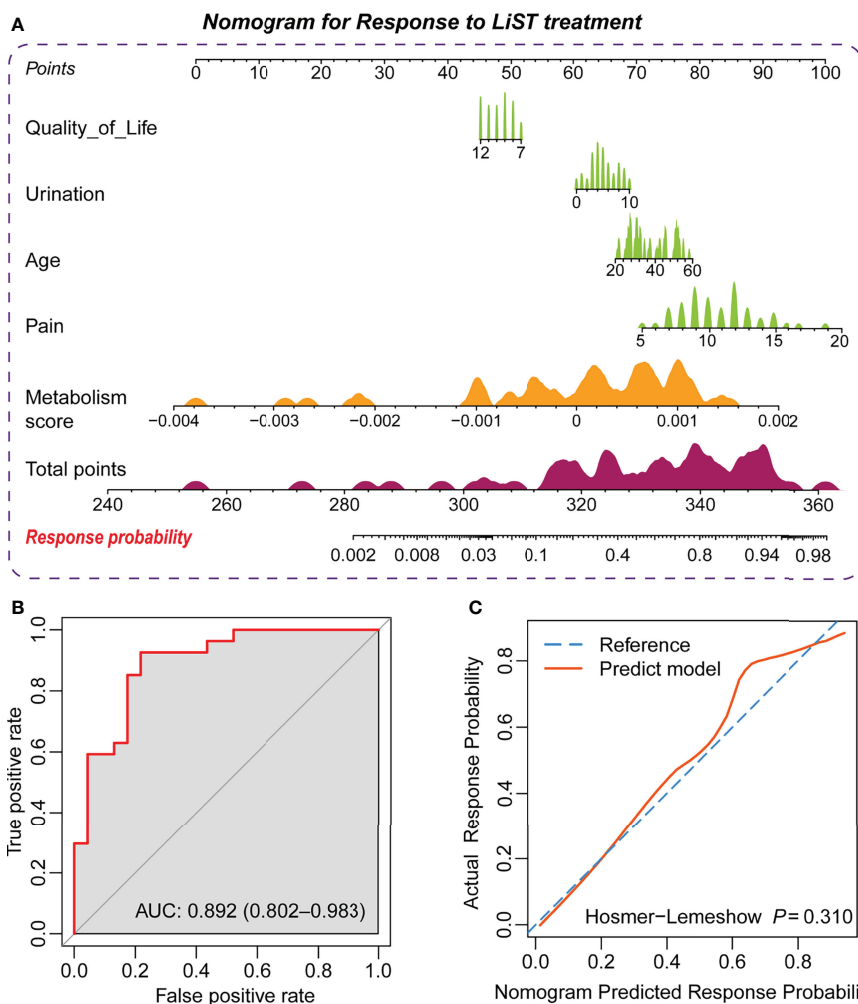 A
Nomogram for Response to LiST treatment
Points
0 10 20 30 40 50 60 70 80 90 100
Quality_of_Life
12 7
Urination
0 10
Age
20 40 60
Pain
5 10 15 20
Metabolism
score
−0.004 −0.003 −0.002 −0.001 0 0.001 0.002
Total points
240 260 280 300 320 340 360
Response probability
0.002 0.008 0.03 0.1 0.4 0.8 0.94 0.98
B
True positive rate
1.0
0.8
0.6
0.4
0.2
0.0
AUC: 0.892 (0.802–0.983)
0.0 0.2 0.4 0.6 0.8 1.0
False positive rate
C
Actual Response Probability
0.8
0.6
0.4
0.2
0.0
Reference
Predict model
Hosmer−Lemeshow P = 0.310
0.0 0.2 0.4 0.6 0.8
Nomogram Predicted Response Probabili